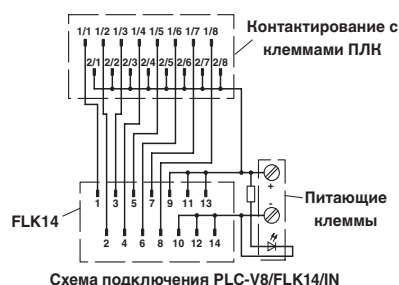 Контактирование с
клеммами ПЛК
1/1 1/2 1/3 1/4 1/5 1/6 1/7 1/8
2/1 2/2 2/3 2/4 2/5 2/6 2/7 2/8
1 3 5 7 9 11 13
+
-
Питающие
клеммы
FLK14
2 4 6 8 10 12 14
Схема подключения PLC-V8/FLK14/IN